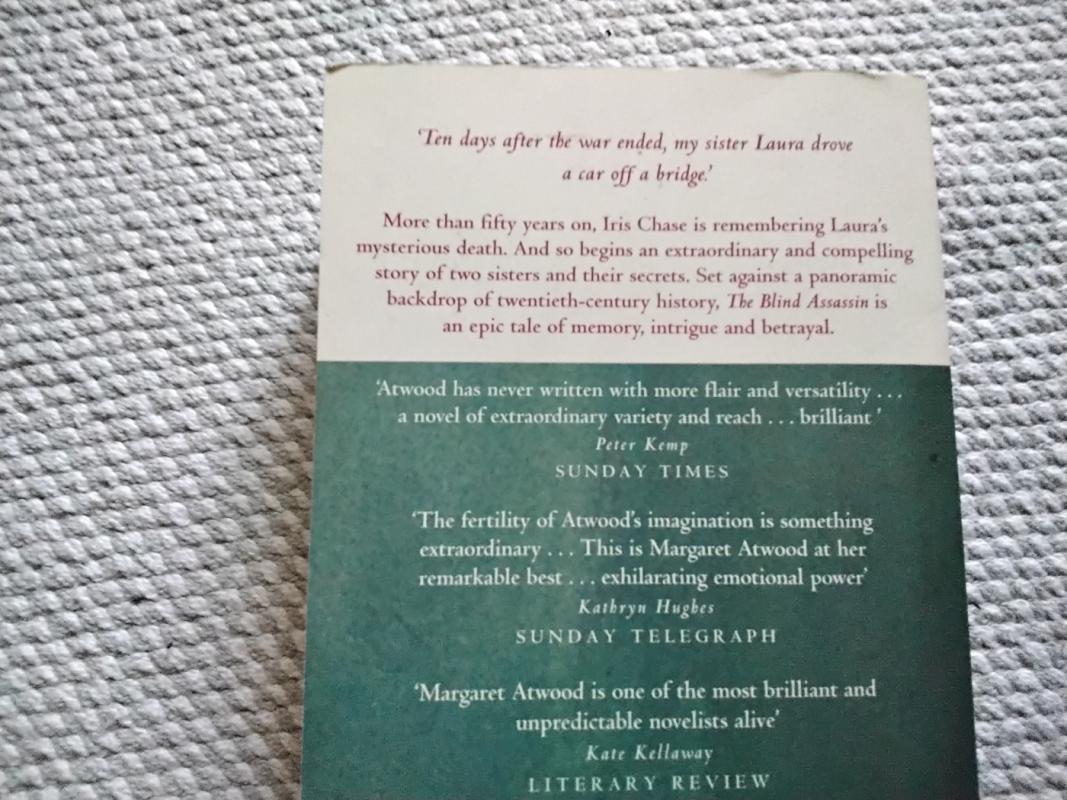 ‘Ten days after the war ended, my sister Laura drove
a car off a bridge.’
More than fifty years on, Iris Chase is remembering Laura’s
mysterious death. And so begins an extraordinary and compelling
story of two sisters and their secrets. Set against a panoramic
backdrop of twentieth-century history, The Blind Assassin is
an epic tale of memory, intrigue and betrayal.
‘Atwood has never written with more flair and versatility . . .
a novel of extraordinary variety and reach . . . brilliant ’
Peter Kemp
SUNDAY TIMES
‘The fertility of Atwood’s imagination is something
extraordinary . . . This is Margaret Atwood at her
remarkable best . . . exhilarating emotional power’
Kathryn Hughes
SUNDAY TELEGRAPH
‘Margaret Atwood is one of the most brilliant and
unpredictable novelists alive’
Kate Kellaway
LITERARY REVIEW